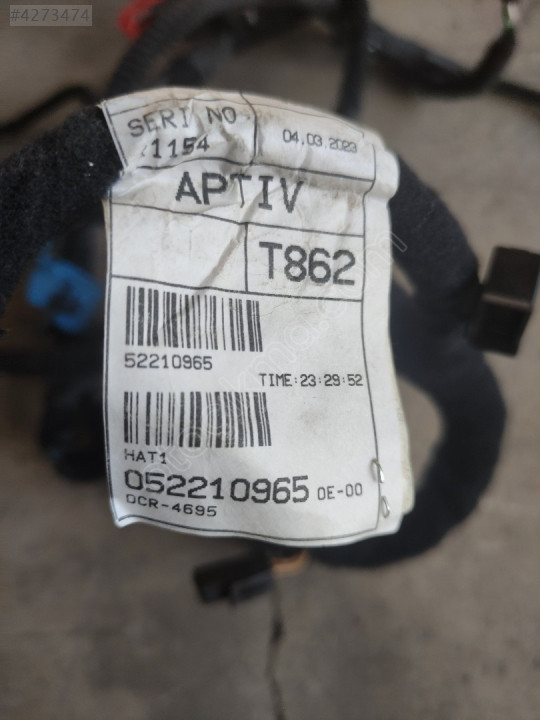 #4273474
SERI NO
1154
04.03.2023
APTIV
T862
52210965
TIME:23:29:52
HAT1
052210965 0E-00
DCR-4695